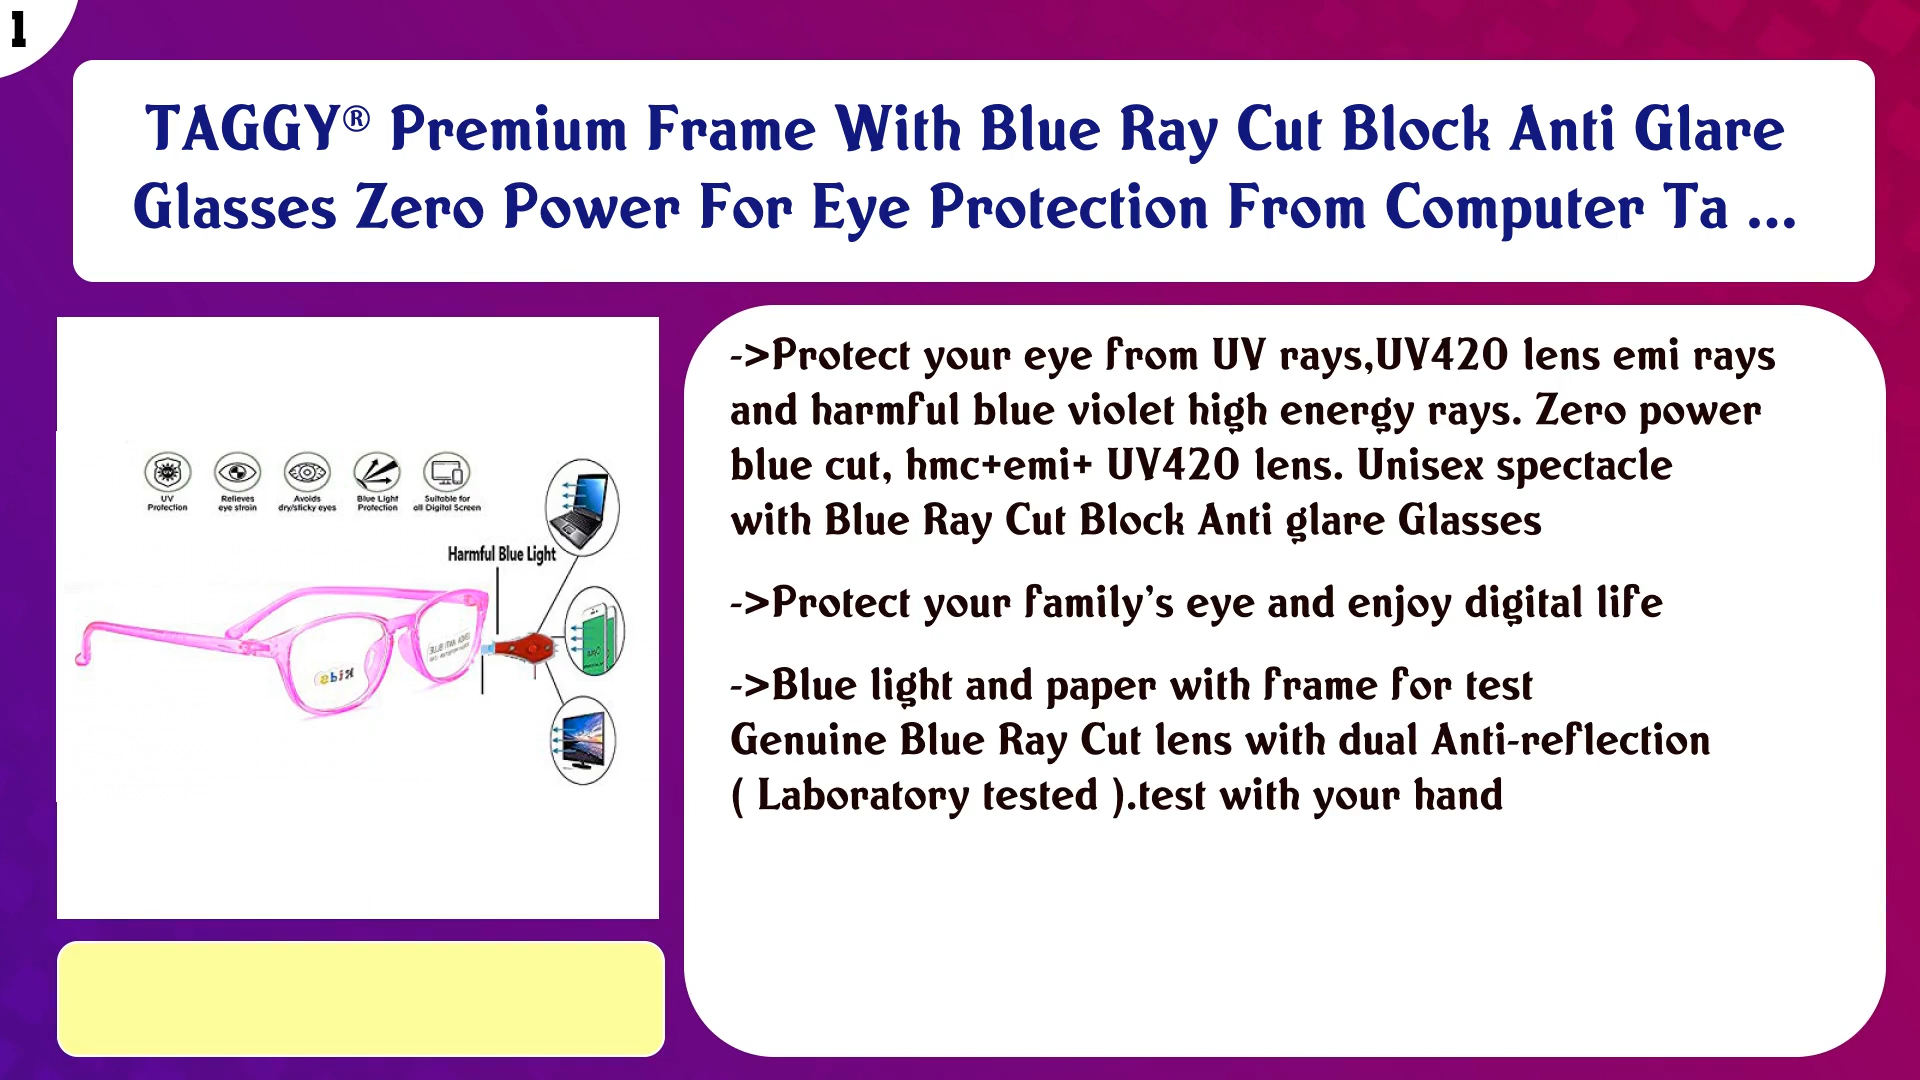 1
TAGGY® Premium Frame With Blue Ray Cut Block Anti Glare
Glasses Zero Power For Eye Protection From Computer Ta ...
UV
Protection
Relieves
eye strain
Avoids
dry/sticky eyes
Blue Light
Protection
Suitable for
all Digital Screen
Harmful Blue Light
Kids
->Protect your eye from UV rays,UV420 lens emi rays
and harmful blue violet high energy rays. Zero power
blue cut, hmc+emi+ UV420 lens. Unisex spectacle
with Blue Ray Cut Block Anti glare Glasses
->Protect your family's eye and enjoy digital life
->Blue light and paper with frame for test
Genuine Blue Ray Cut lens with dual Anti-reflection
( Laboratory tested ).test with your hand